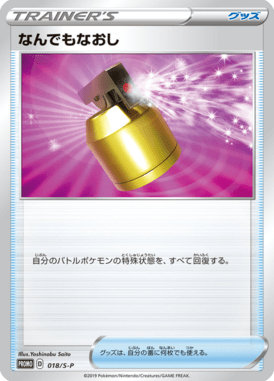 TRAINER'S グッズ
なんでもなおし
自分のバトルポケモンの特殊状態を、すべて回復する。
Illus. Yoshinobu Saito
PROMO D 018/S-P
グッズは、自分の番に何枚でも使える。
©2019 Pokémon/Nintendo/Creatures/GAME FREAK.